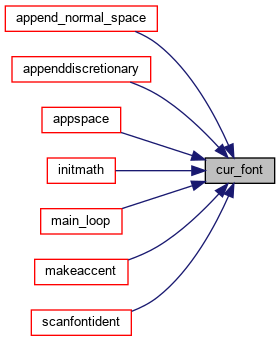 append_normal_space
appenddiscretionary
appspace
cur_font
initmath
main_loop
makeaccent
scanfontident